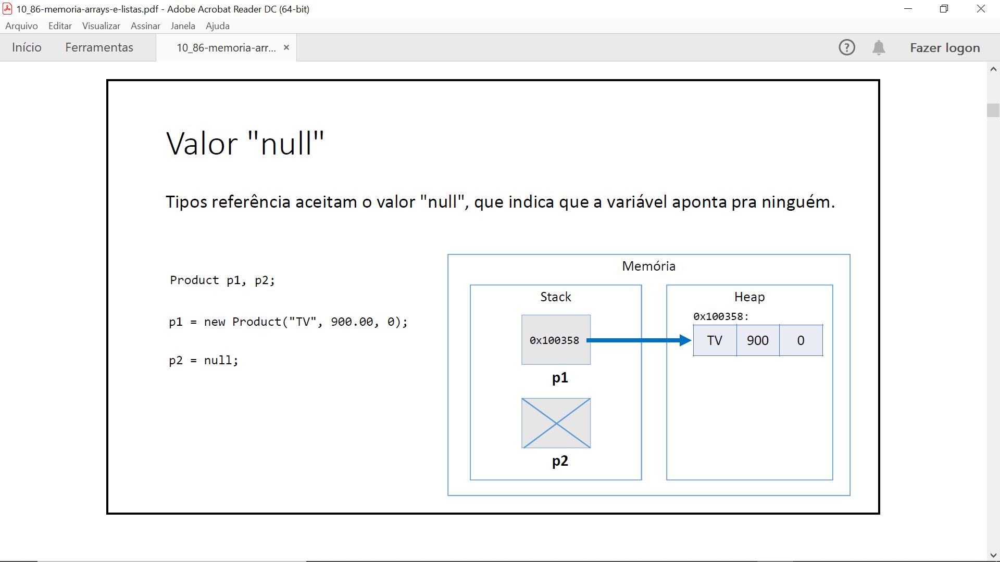 10_86-memoria-arrays-e-listas.pdf - Adobe Acrobat Reader DC (64-bit)
Arquivo Editar Visualizar Assinar Janela Ajuda
Início Ferramentas 10_86-memoria-arr... × ? Fazer logon
Valor "null"
Tipos referência aceitam o valor "null", que indica que a variável aponta pra ninguém.
Product p1, p2;
p1 = new Product("TV", 900.00, 0);
p2 = null;
Memória
Stack
0x100358
p1
p2
Heap
0x100358:
TV 900 0